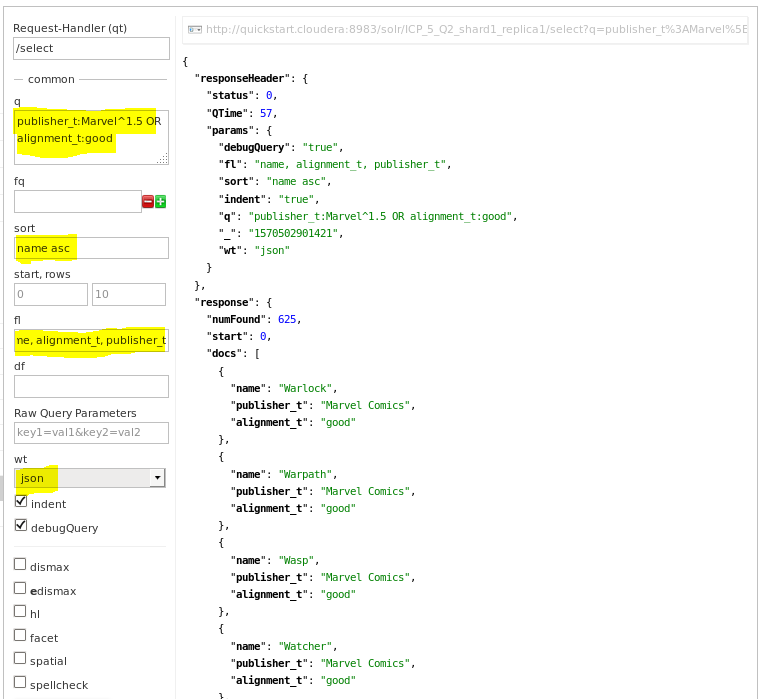 Request-Handler (qt)
/select
common
q
publisher_t:Marvel^1.5 OR
alignment_t:good
fq
sort
name asc
start, rows
0
10
fl
me, alignment_t, publisher_t
df
Raw Query Parameters
key1=val1&key2=val2
wt
json
indent
debugQuery
dismax
edismax
hl
facet
spatial
spellcheck
http://quickstart.cloudera:8983/solr/ICP_5_Q2_shard1_replica1/select?q=publisher_t%3AMarvel%5E
{
"responseHeader": {
"status": 0,
"QTime": 57,
"params": {
"debugQuery": "true",
"fl": "name, alignment_t, publisher_t",
"sort": "name asc",
"indent": "true",
"q": "publisher_t:Marvel^1.5 OR alignment_t:good",
"_": "1570502901421",
"wt": "json"
}
},
"response": {
"numFound": 625,
"start": 0,
"docs": [
{
"name": "Warlock",
"publisher_t": "Marvel Comics",
"alignment_t": "good"
},
{
"name": "Warpath",
"publisher_t": "Marvel Comics",
"alignment_t": "good"
},
{
"name": "Wasp",
"publisher_t": "Marvel Comics",
"alignment_t": "good"
},
{
"name": "Watcher",
"publisher_t": "Marvel Comics",
"alignment_t": "good"
},